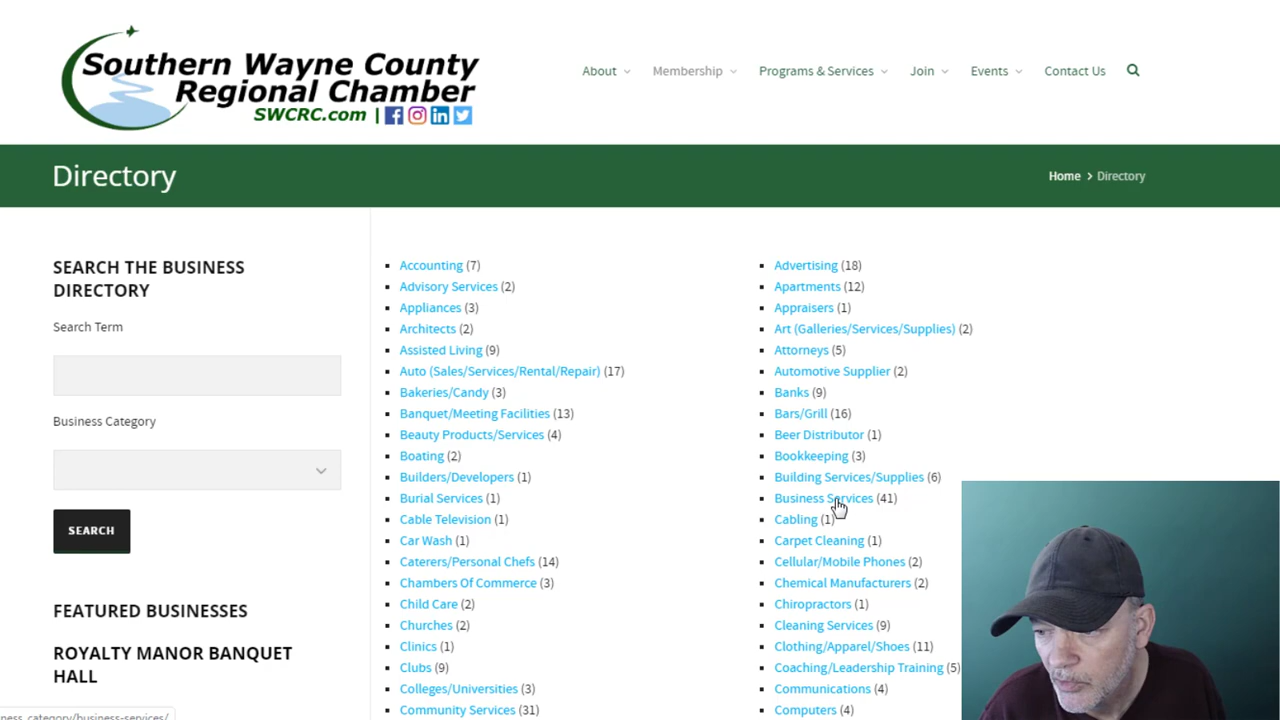 Southern Wayne County
Regional Chamber
SWCRC.com |
About
Membership
Programs & Services
Join
Events
Contact Us
Directory
Home > Directory
SEARCH THE BUSINESS
DIRECTORY
Search Term
Business Category
SEARCH
FEATURED BUSINESSES
ROYALTY MANOR BANQUET
HALL
Accounting (7)
Advisory Services (2)
Appliances (3)
Architects (2)
Assisted Living (9)
Auto (Sales/Services/Rental/Repair) (17)
Bakeries/Candy (3)
Banquet/Meeting Facilities (13)
Beauty Products/Services (4)
Boating (2)
Builders/Developers (1)
Burial Services (1)
Cable Television (1)
Car Wash (1)
Caterers/Personal Chefs (14)
Chambers Of Commerce (3)
Child Care (2)
Churches (2)
Clinics (1)
Clubs (9)
Colleges/Universities (3)
Community Services (31)
Advertising (18)
Apartments (12)
Appraisers (1)
Art (Galleries/Services/Supplies) (2)
Attorneys (5)
Automotive Supplier (2)
Banks (9)
Bars/Grill (16)
Beer Distributor (1)
Bookkeeping (3)
Building Services/Supplies (6)
Business Services (41)
Cabling (1)
Carpet Cleaning (1)
Cellular/Mobile Phones (2)
Chemical Manufacturers (2)
Chiropractors (1)
Cleaning Services (9)
Clothing/Apparel/Shoes (11)
Coaching/Leadership Training (5)
Communications (4)
Computers (4)
ness_category/business-services/